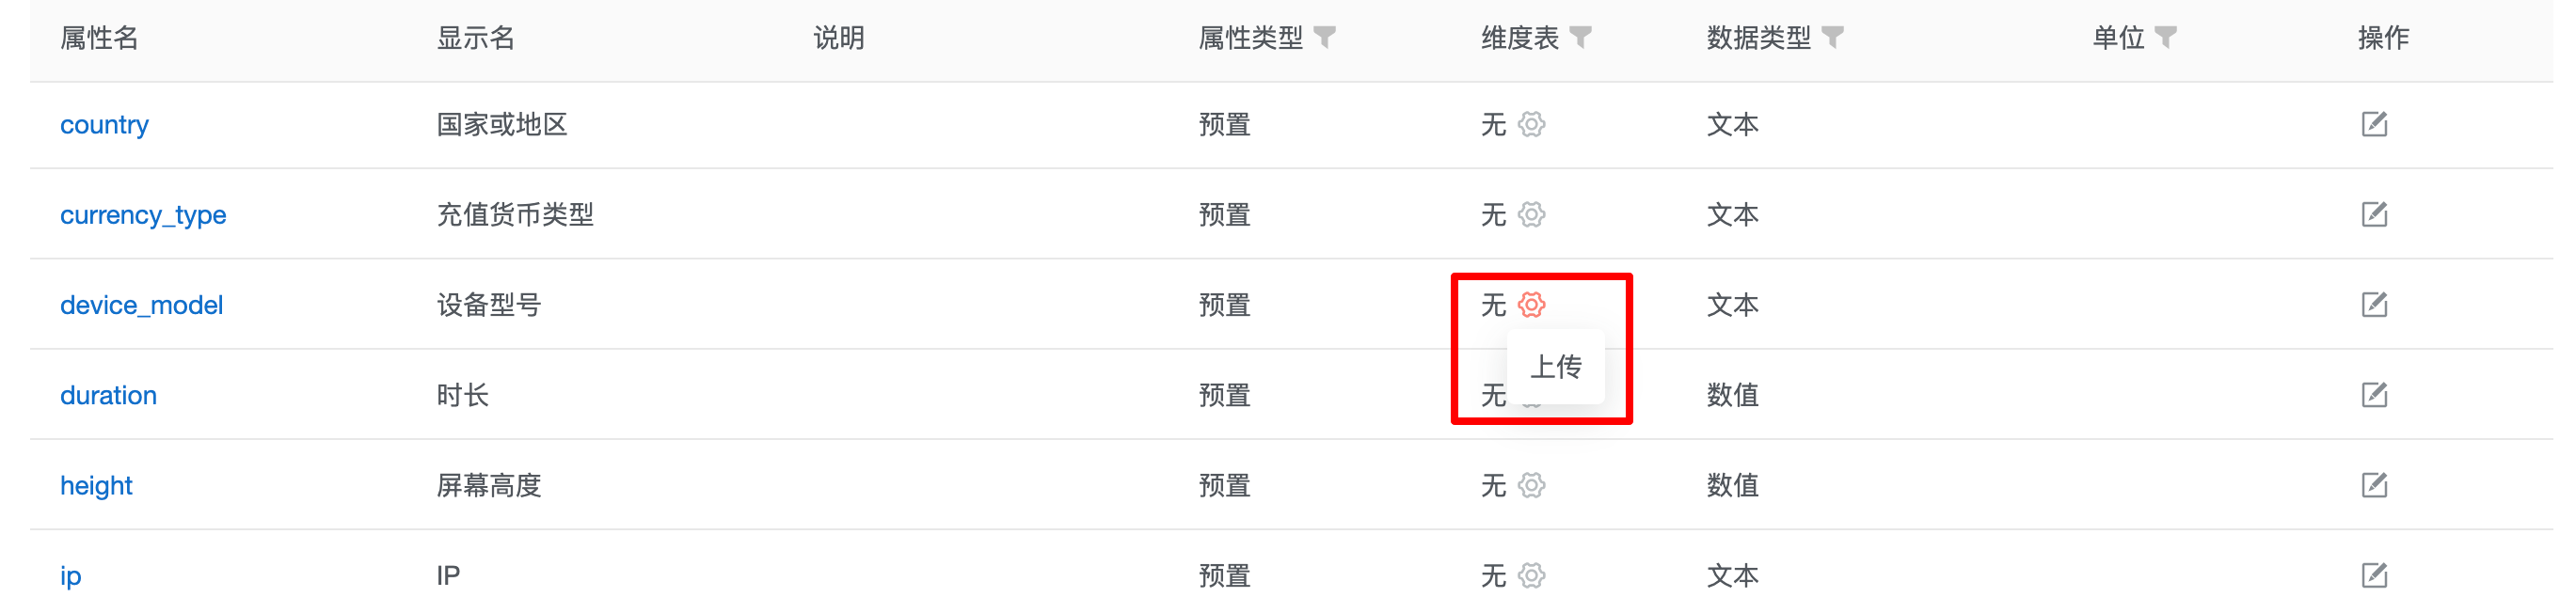 属性名 显示名 说明 属性类型 维度表 数据类型 单位 操作
country 国家或地区 预置 无 文本
currency_type 充值货币类型 预置 无 文本
device_model 设备型号 预置 无 文本
上传
duration 时长 预置 无 数值
height 屏幕高度 预置 无 数值
ip IP 预置 无 文本